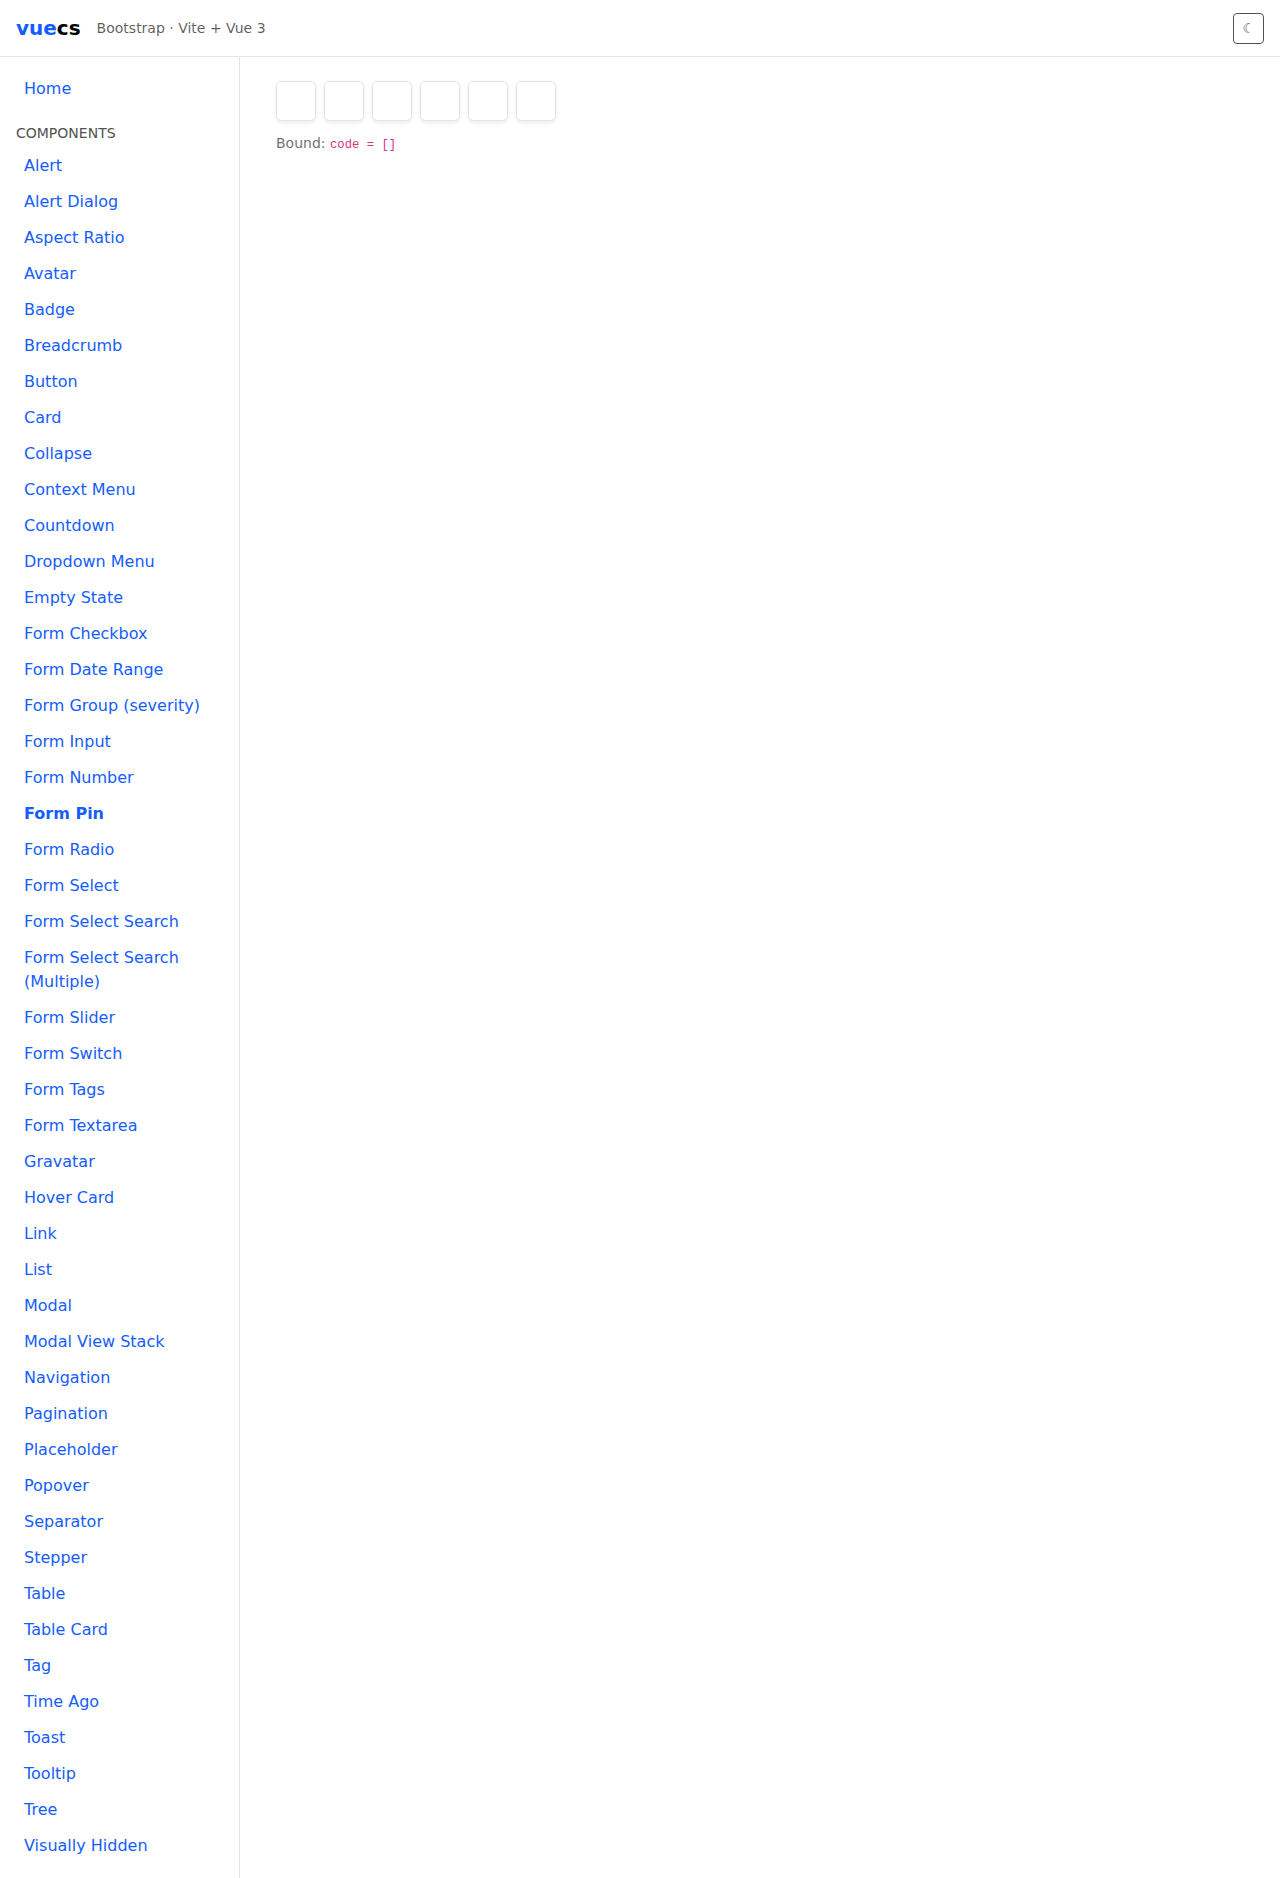 vuecs Bootstrap · Vite + Vue 3 ☾
Home
COMPONENTS
Alert
Alert Dialog
Aspect Ratio
Avatar
Badge
Breadcrumb
Button
Card
Collapse
Context Menu
Countdown
Dropdown Menu
Empty State
Form Checkbox
Form Date Range
Form Group (severity)
Form Input
Form Number
Form Pin
Form Radio
Form Select
Form Select Search
Form Select Search
(Multiple)
Form Slider
Form Switch
Form Tags
Form Textarea
Gravatar
Hover Card
Link
List
Modal
Modal View Stack
Navigation
Pagination
Placeholder
Popover
Separator
Stepper
Table
Table Card
Tag
Time Ago
Toast
Tooltip
Tree
Visually Hidden
Bound: code = []